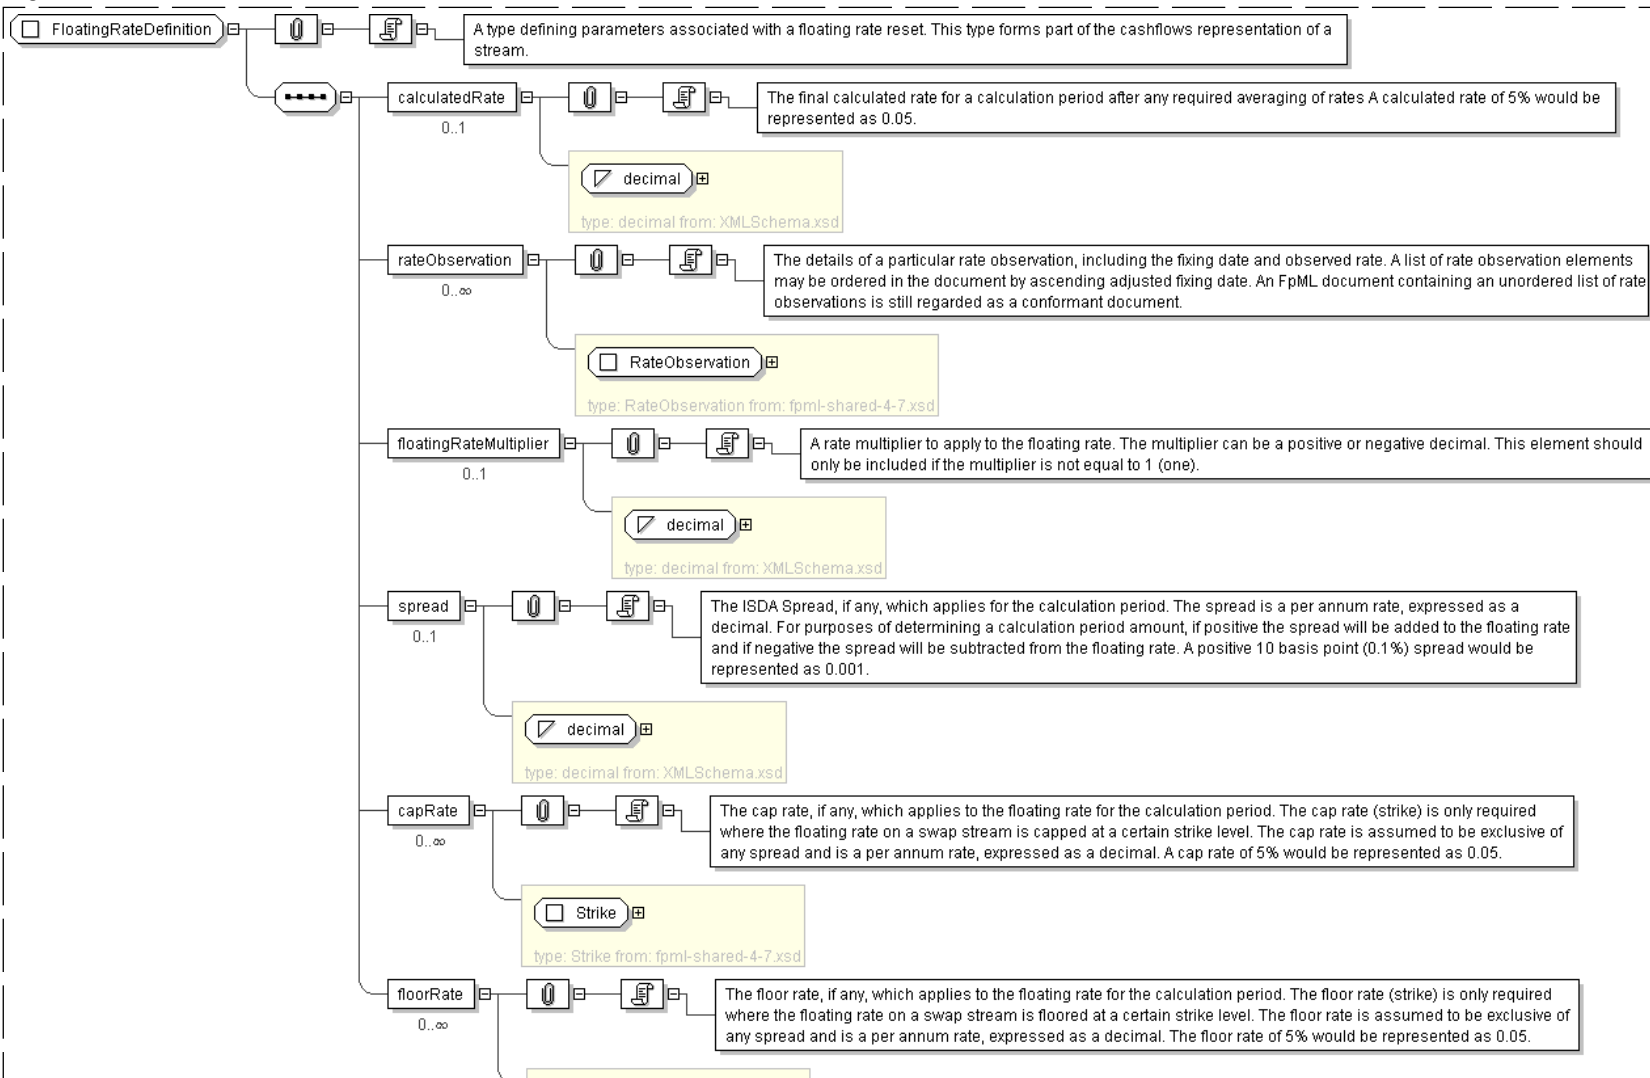 FloatingRateDefinition
A type defining parameters associated with a floating rate reset. This type forms part of the cashflows representation of a
stream.
calculatedRate
0..1
The final calculated rate for a calculation period after any required averaging of rates A calculated rate of 5% would be
represented as 0.05.
decimal
type: decimal from: XMLSchema.xsd
rateObservation
0..∞
The details of a particular rate observation, including the fixing date and observed rate. A list of rate observation elements
may be ordered in the document by ascending adjusted fixing date. An FpML document containing an unordered list of rate
observations is still regarded as a conformant document.
RateObservation
type: RateObservation from: fpml-shared-4-7.xsd
floatingRateMultiplier
0..1
A rate multiplier to apply to the floating rate. The multiplier can be a positive or negative decimal. This element should
only be included if the multiplier is not equal to 1 (one).
decimal
type: decimal from: XMLSchema.xsd
spread
0..1
The ISDA Spread, if any, which applies for the calculation period. The spread is a per annum rate, expressed as a
decimal. For purposes of determining a calculation period amount, if positive the spread will be added to the floating rate
and if negative the spread will be subtracted from the floating rate. A positive 10 basis point (0.1%) spread would be
represented as 0.001.
decimal
type: decimal from: XMLSchema.xsd
capRate
0..∞
The cap rate, if any, which applies to the floating rate for the calculation period. The cap rate (strike) is only required
where the floating rate on a swap stream is capped at a certain strike level. The cap rate is assumed to be exclusive of
any spread and is a per annum rate, expressed as a decimal. A cap rate of 5% would be represented as 0.05.
Strike
type: Strike from: fpml-shared-4-7.xsd
floorRate
0..∞
The floor rate, if any, which applies to the floating rate for the calculation period. The floor rate (strike) is only required
where the floating rate on a swap stream is floored at a certain strike level. The floor rate is assumed to be exclusive of
any spread and is a per annum rate, expressed as a decimal. The floor rate of 5% would be represented as 0.05.